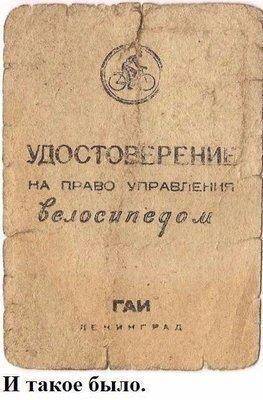 УДОСТОВЕРЕНИЕ
НА ПРАВО УПРАВЛЕНИЯ
велосипедом
ГАИ
ЛЕНИНГРАД
И такое было.